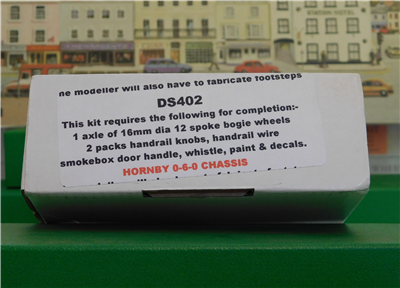 ne modeller will also have to fabricate footsteps
DS402
This kit requires the following for completion:-
1 axle of 16mm dia 12 spoke bogie wheels
2 packs handrail knobs, handrail wire
smokebox door handle, whistle, paint & decals.
HORNBY 0-6-0 CHASSIS